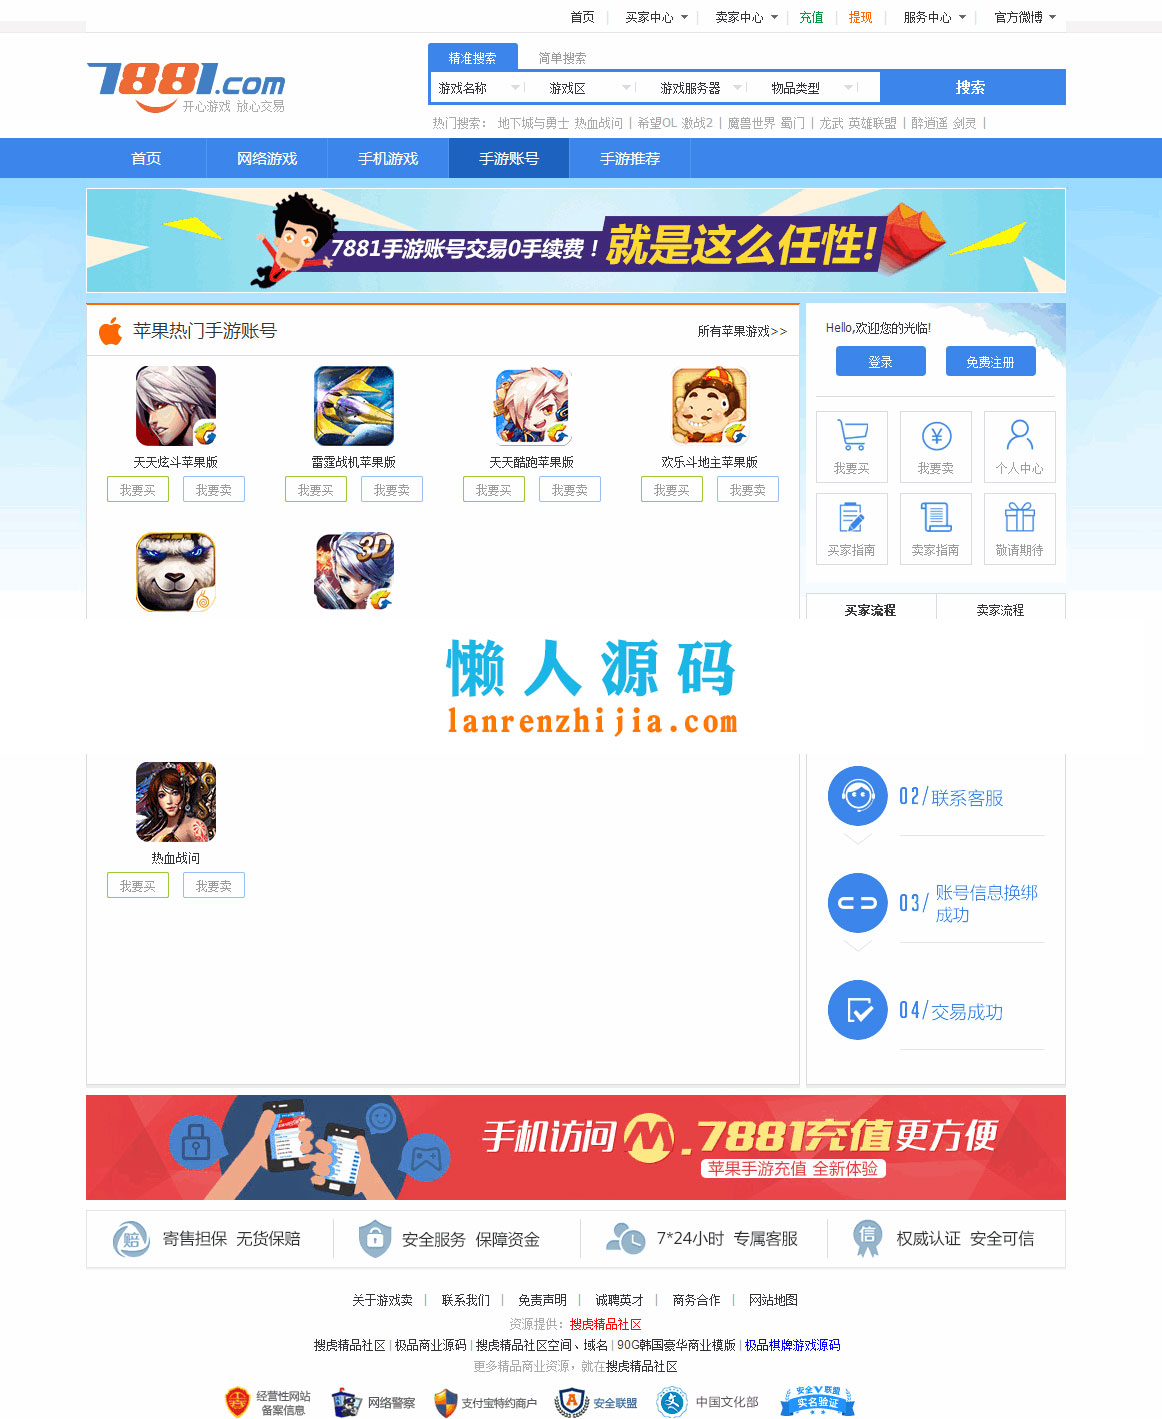 首页 | 买家中心 | 卖家中心 | 充值 | 提现 | 服务中心 | 官方微博
7881.com
开心游戏 放心交易
精准搜索 简单搜索
游戏名称 游戏区 游戏服务器 物品类型 搜索
热门搜索： 地下城与勇士 热血战问 | 希望OL 激战2 | 魔兽世界 蜀门 | 龙武 英雄联盟 | 醉逍遥 剑灵 |
首页 网络游戏 手机游戏 手游账号 手游推荐
7881手游账号交易0手续费！就是这么任性!
苹果热门手游账号 所有苹果游戏>>
天天炫斗苹果版 雷霆战机苹果版 天天酷跑苹果版 欢乐斗地主苹果版
我要买 我要卖 我要买 我要卖 我要买 我要卖 我要买 我要卖
3D
热血战问
我要买 我要卖
Hello,欢迎您的光临!
登录 免费注册
我要买 我要卖 个人中心
买家指南 卖家指南 敬请期待
买家流程 卖家流程
懒人源码
lanrenzhijia.com
02/联系客服
03/账号信息换绑
成功
04/交易成功
手机访问M.7881充值更方便
苹果手游充值 全新体验
赔 寄售担保 无货保赔 安全服务 保障资金 7*24小时 专属客服 信 权威认证 安全可信
关于游戏卖 | 联系我们 | 免责声明 | 诚聘英才 | 商务合作 | 网站地图
资源提供：搜虎精品社区
搜虎精品社区 | 极品商业源码 | 搜虎精品社区空间、域名 | 90G韩国豪华商业模版 | 极品棋牌游戏源码
更多精品商业资源，就在搜虎精品社区
经营性网站
备案信息
网络警察
支付宝特约商户
安全联盟
中国文化部
安全V联盟
实名验证